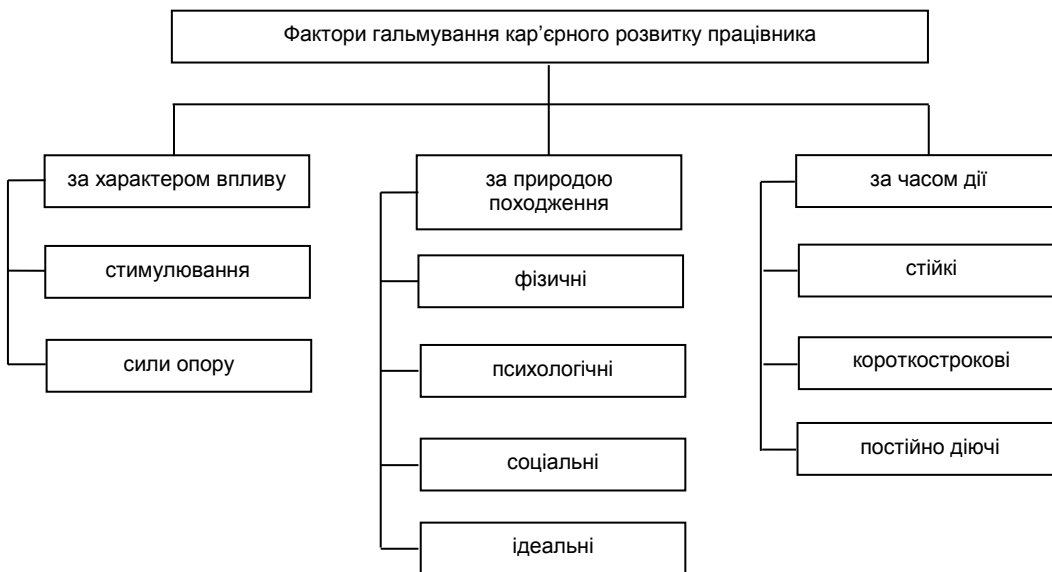 Фактори гальмування кар’єрного розвитку працівника
за характером впливу
стимулювання
сили опору
за природою
походження
фізичні
психологічні
соціальні
ідеальні
за часом дії
стійкі
короткострокові
постійно діючі